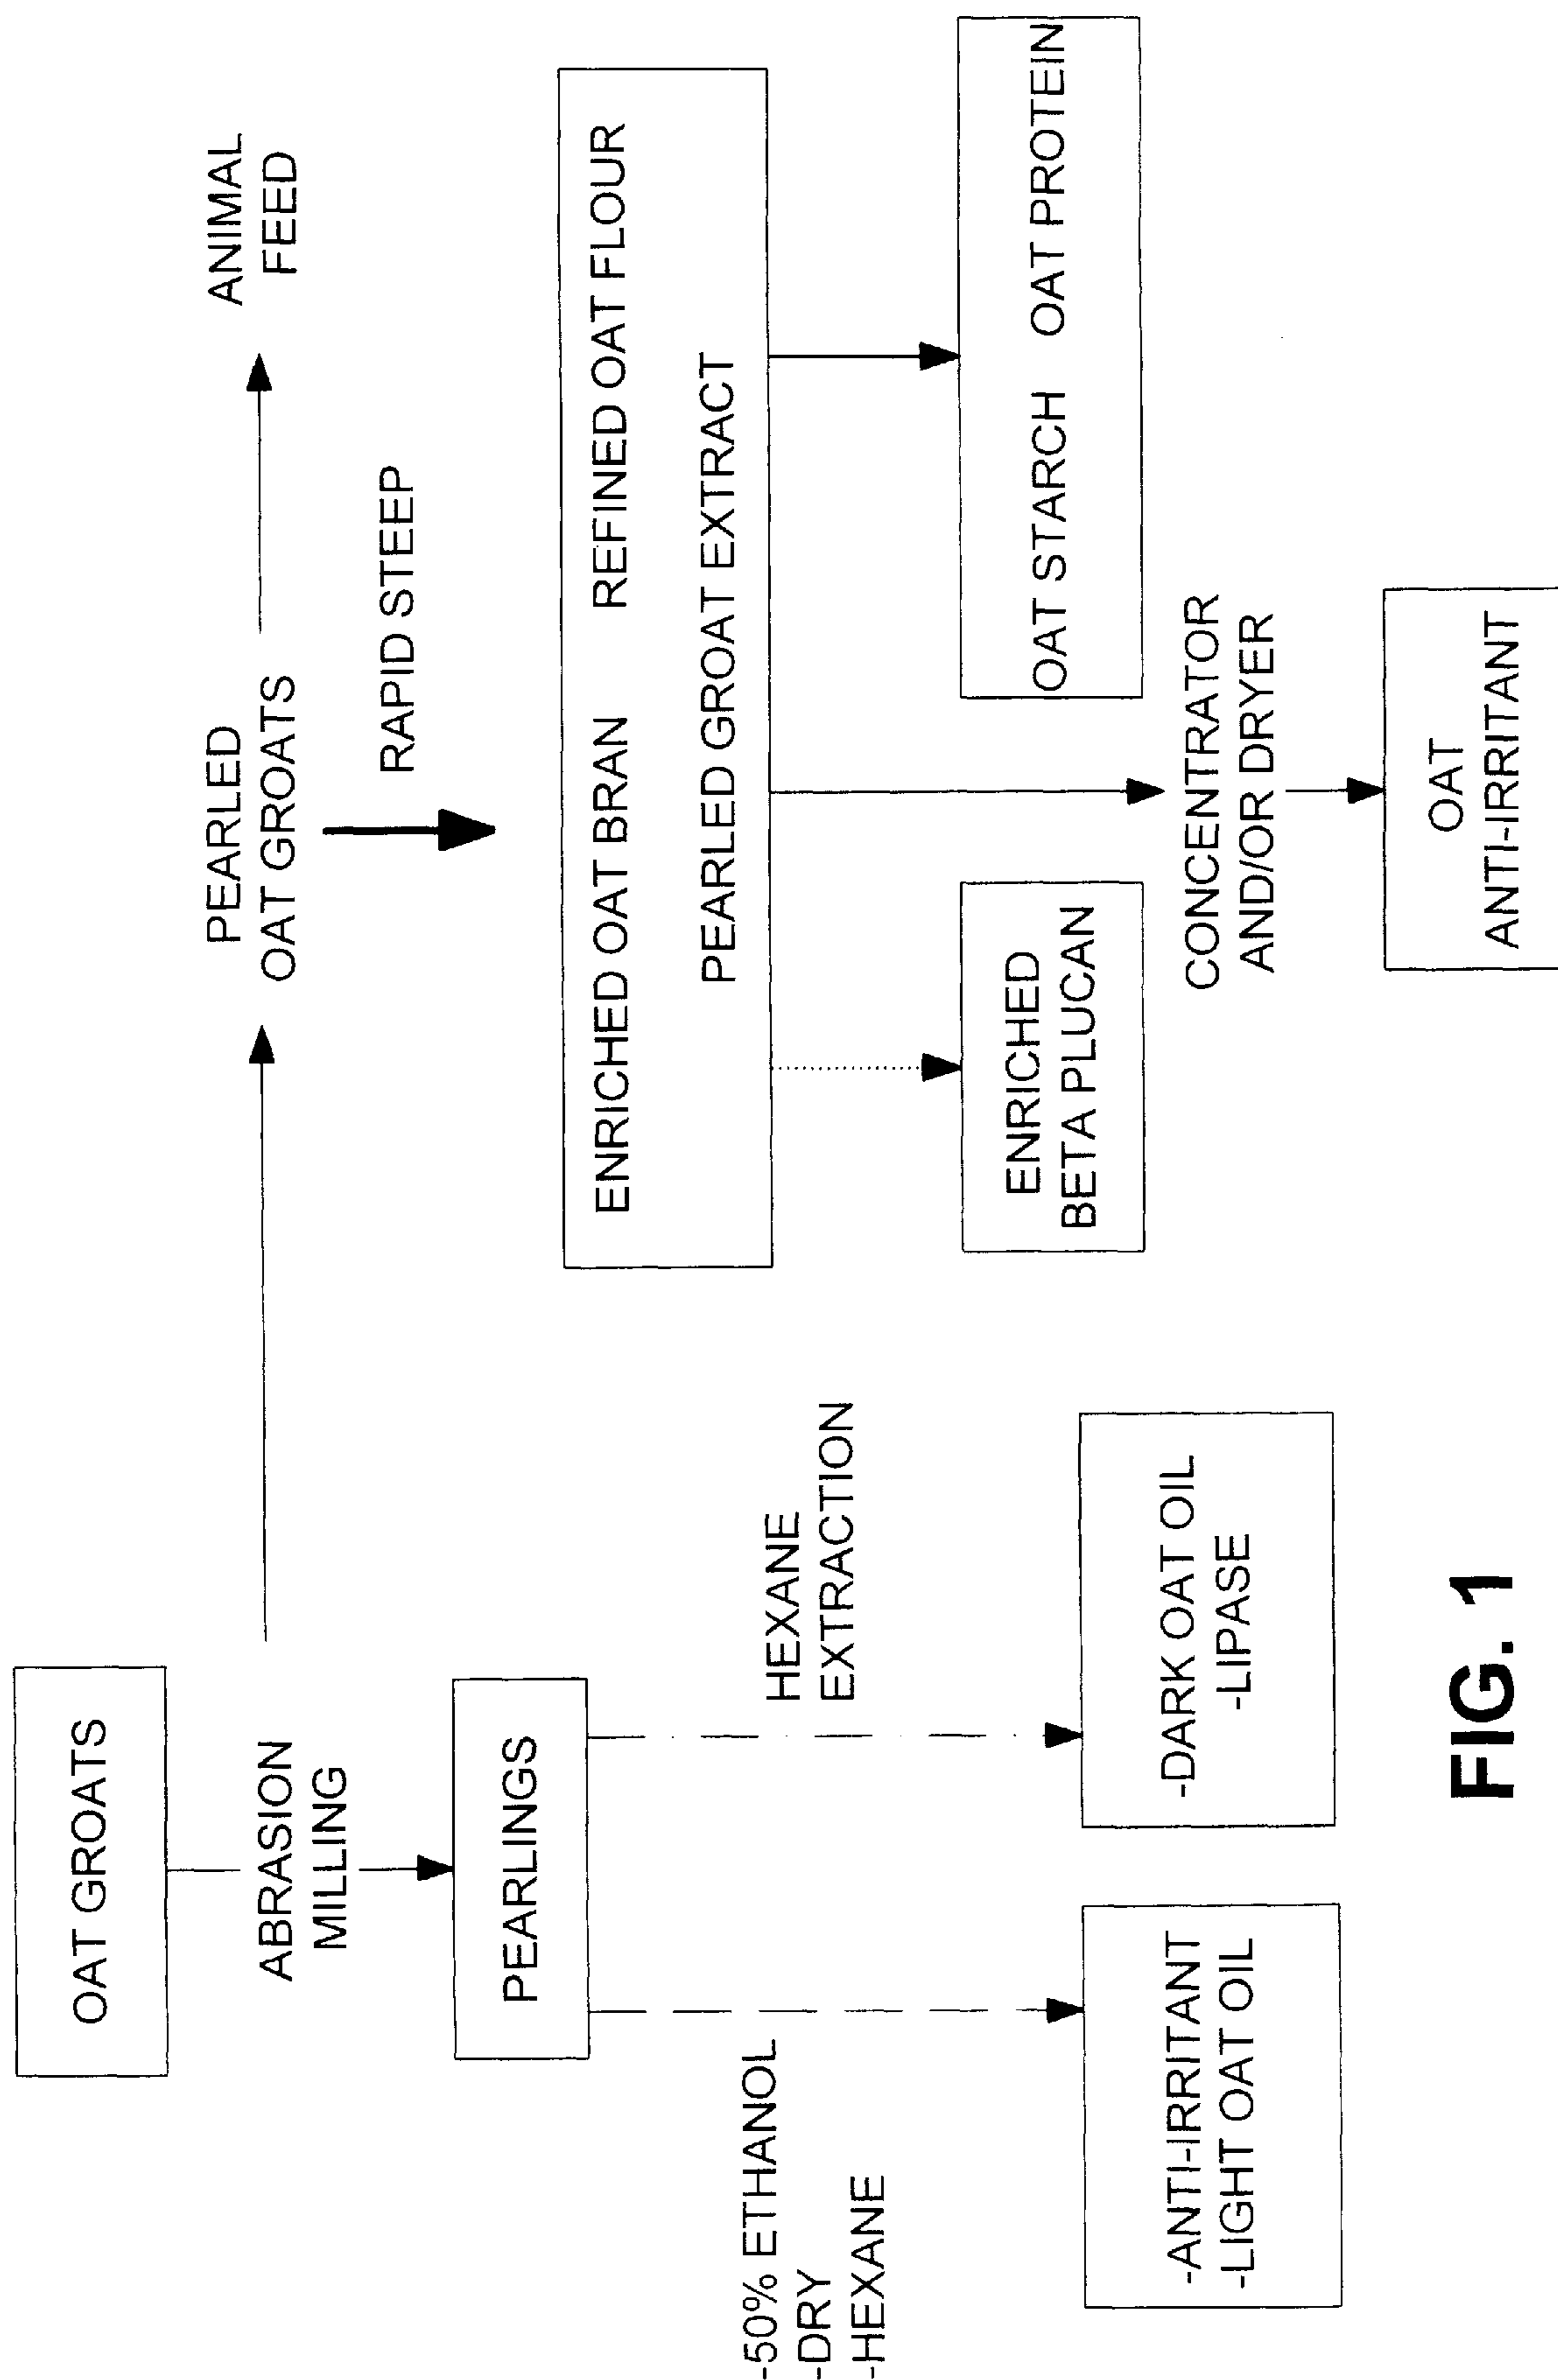 OAT GROATS
ABRASION
MILLING
PEARLINGS
-50% ETHANOL
-DRY
-HEXANE
HEXANE
EXTRACTION
-ANTI-IRRITANT
-LIGHT OAT OIL
-DARK OAT OIL
-LIPASE
PEARLED
OAT GROATS
ANIMAL
FEED
RAPID STEEP
ENRICHED OAT BRAN REFINED OAT FLOUR
PEARLED GROAT EXTRACT
ENRICHED
BETA PLUCAN
OAT STARCH OAT PROTEIN
CONCENTRATOR
AND/OR DRYER
OAT
ANTI-IRRITANT
FIG. 1